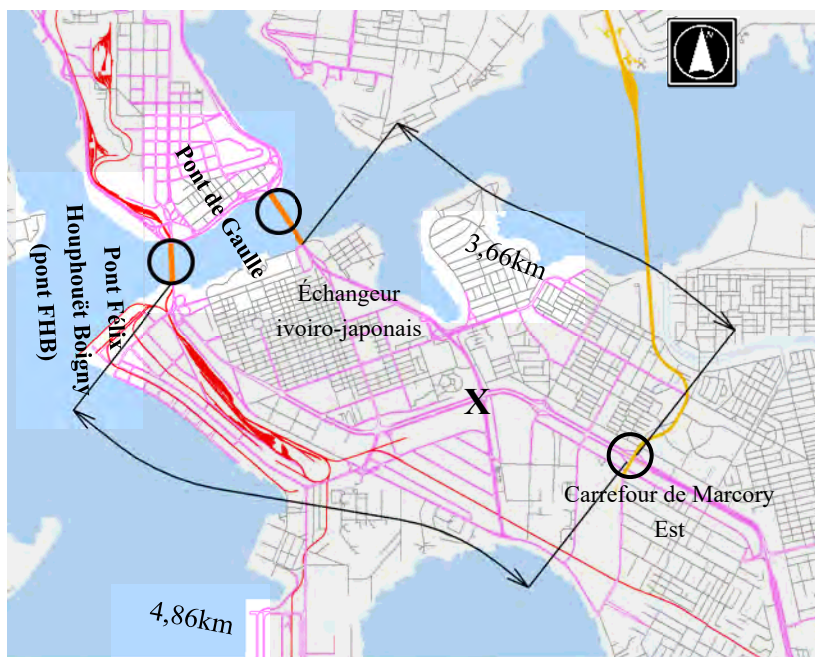 N
Pont de Gaulle
3,66km
Pont Félix
Houphouët Boigny
(pont FHB)
Échangeur
ivoiro-japonais
X
Carrefour de Marcory
Est
4,86km